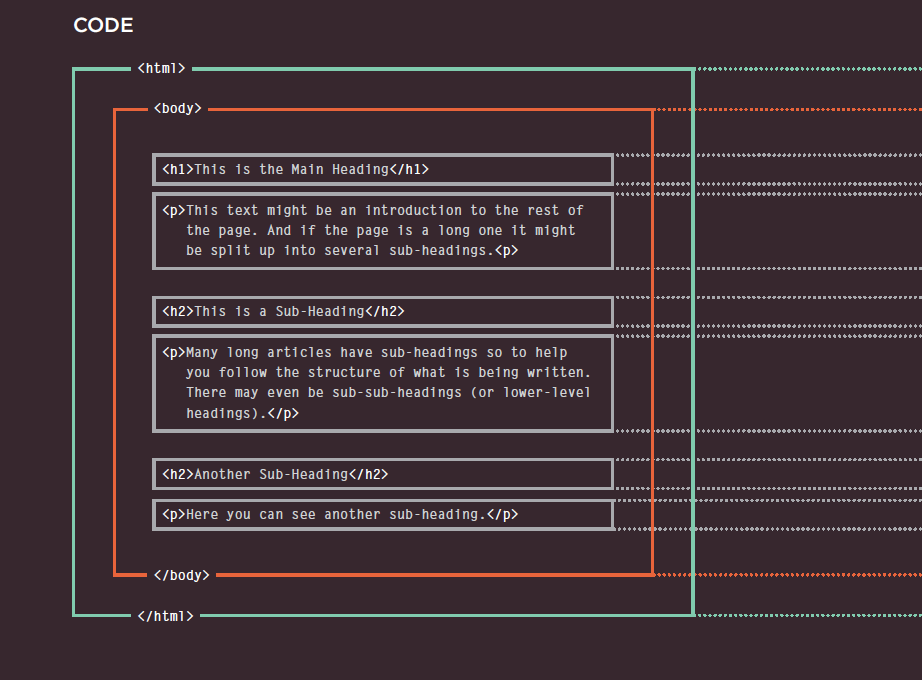 CODE
<html>
<body>
<h1>This is the Main Heading</h1>
<p>This text might be an introduction to the rest of
the page. And if the page is a long one it might
be split up into several sub-headings.<p>
<h2>This is a Sub-Heading</h2>
<p>Many long articles have sub-headings so to help
you follow the structure of what is being written.
There may even be sub-sub-headings (or lower-level
headings).</p>
<h2>Another Sub-Heading</h2>
<p>Here you can see another sub-heading.</p>
</body>
</html>